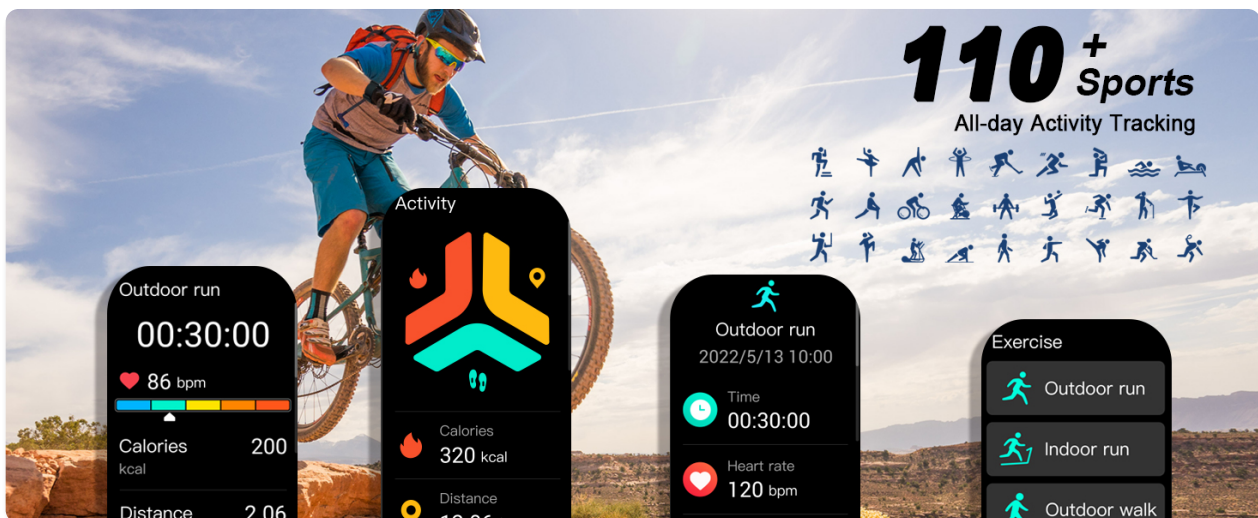 110+
Sports
All-day Activity Tracking
Outdoor run
00:30:00
86 bpm
Calories 200
kcal
Distance 2.06
Activity
Calories
320 kcal
Distance
Outdoor run
2022/5/13 10:00
Time
00:30:00
Heart rate
120 bpm
Exercise
Outdoor run
Indoor run
Outdoor walk